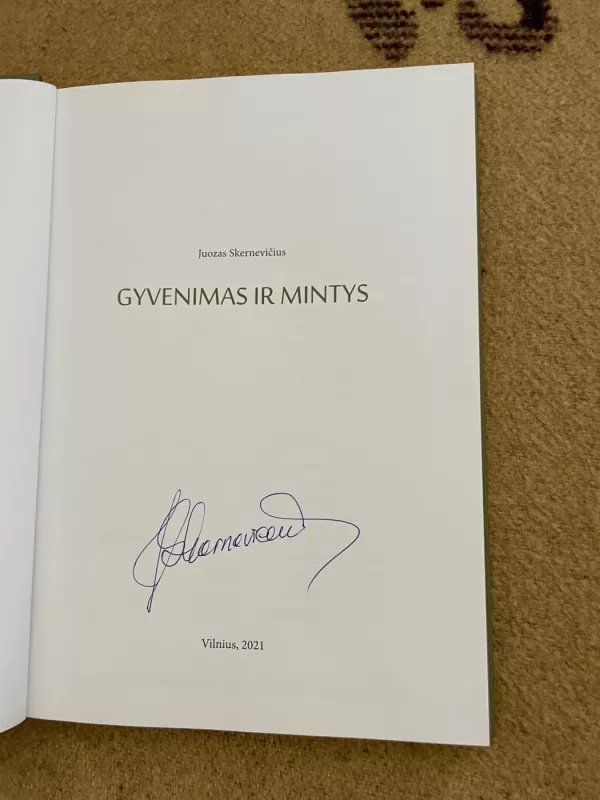 Juozas Skernevičius
GYVENIMAS IR MINTYS
Vilnius, 2021